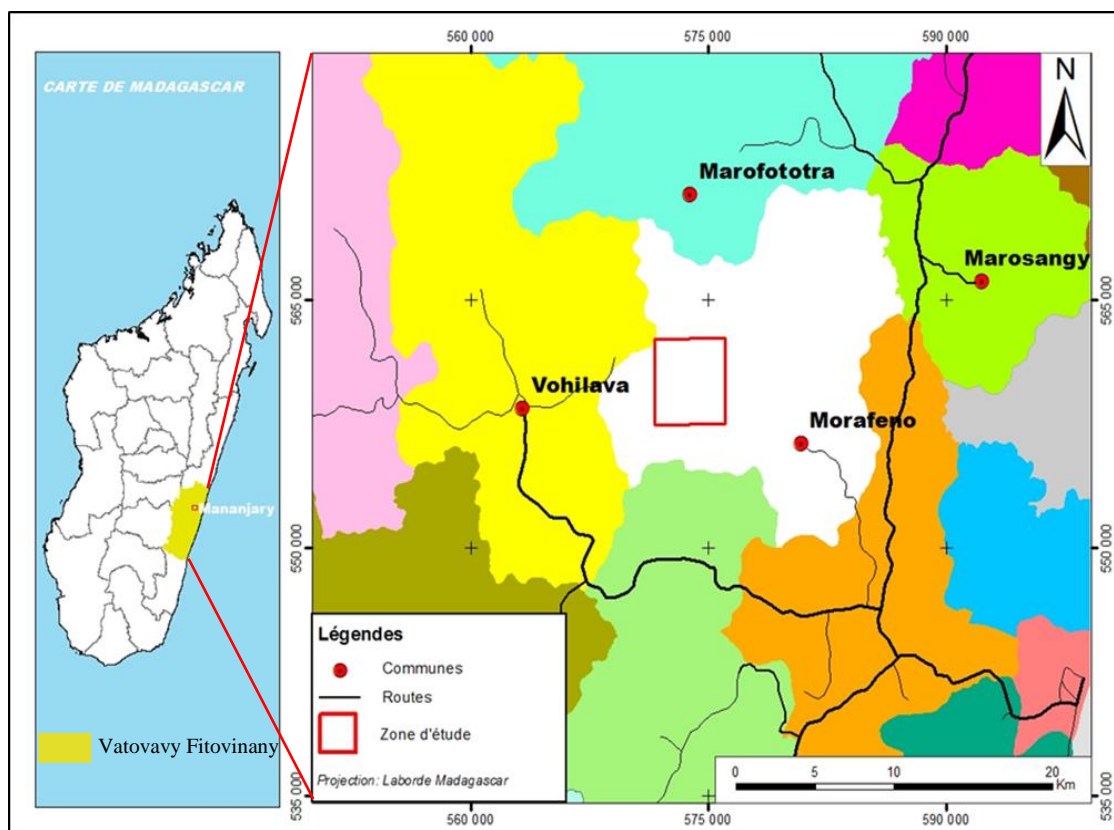 CARTE DE MADAGASCAR
Mananjary
Vatovavy Fitovinany
560 000
575 000
590 000
N
Marofototra
Marosangy
565 000
565 000
Vohilava
Morafeno
550 000
550 000
Légendes
Communes
Routes
Zone d'étude
Projection: Laborde Madagascar
0 5 10 20
Km
535 000
535 000
560 000
575 000
590 000